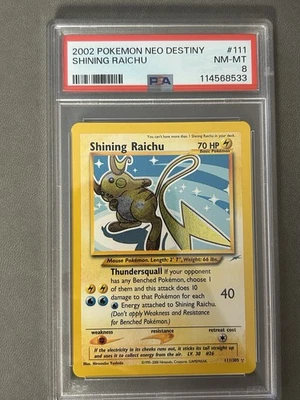 2002 POKEMON NEO DESTINY #111
SHINING RAICHU NM-MT
8
PSA 114568533
You can't have more than 1 Shining Raichu in your deck.
Shining Raichu 70 HP
Basic Pokémon
Mouse Pokémon. Length: 2' 7", Weight: 66 lbs.
Thundersquall If your opponent
has any Benched Pokémon, choose 1
of them and this attack does 10
damage to that Pokémon for each
Energy attached to Shining Raichu.
(Don't apply Weakness and
Resistance for Benched Pokémon.)
40
weakness resistance retreat cost
If the electricity in its cheeks runs out, it sticks its tail straight up and
uses it to collect energy from the air. LV. 30 #26
Illus. Hironobu Yoshida
111/105